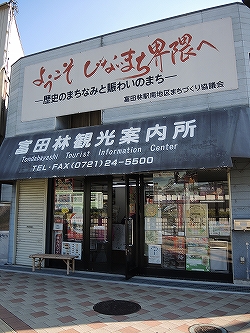 ようこそ じないまち界隈へ
―歴史のまちなみと賑わいのまち―
富田林駅南地区まちづくり協議会
富田林観光案内所
Tondabayashi Tourist Information Center
TEL・FAX(0721)24-5500